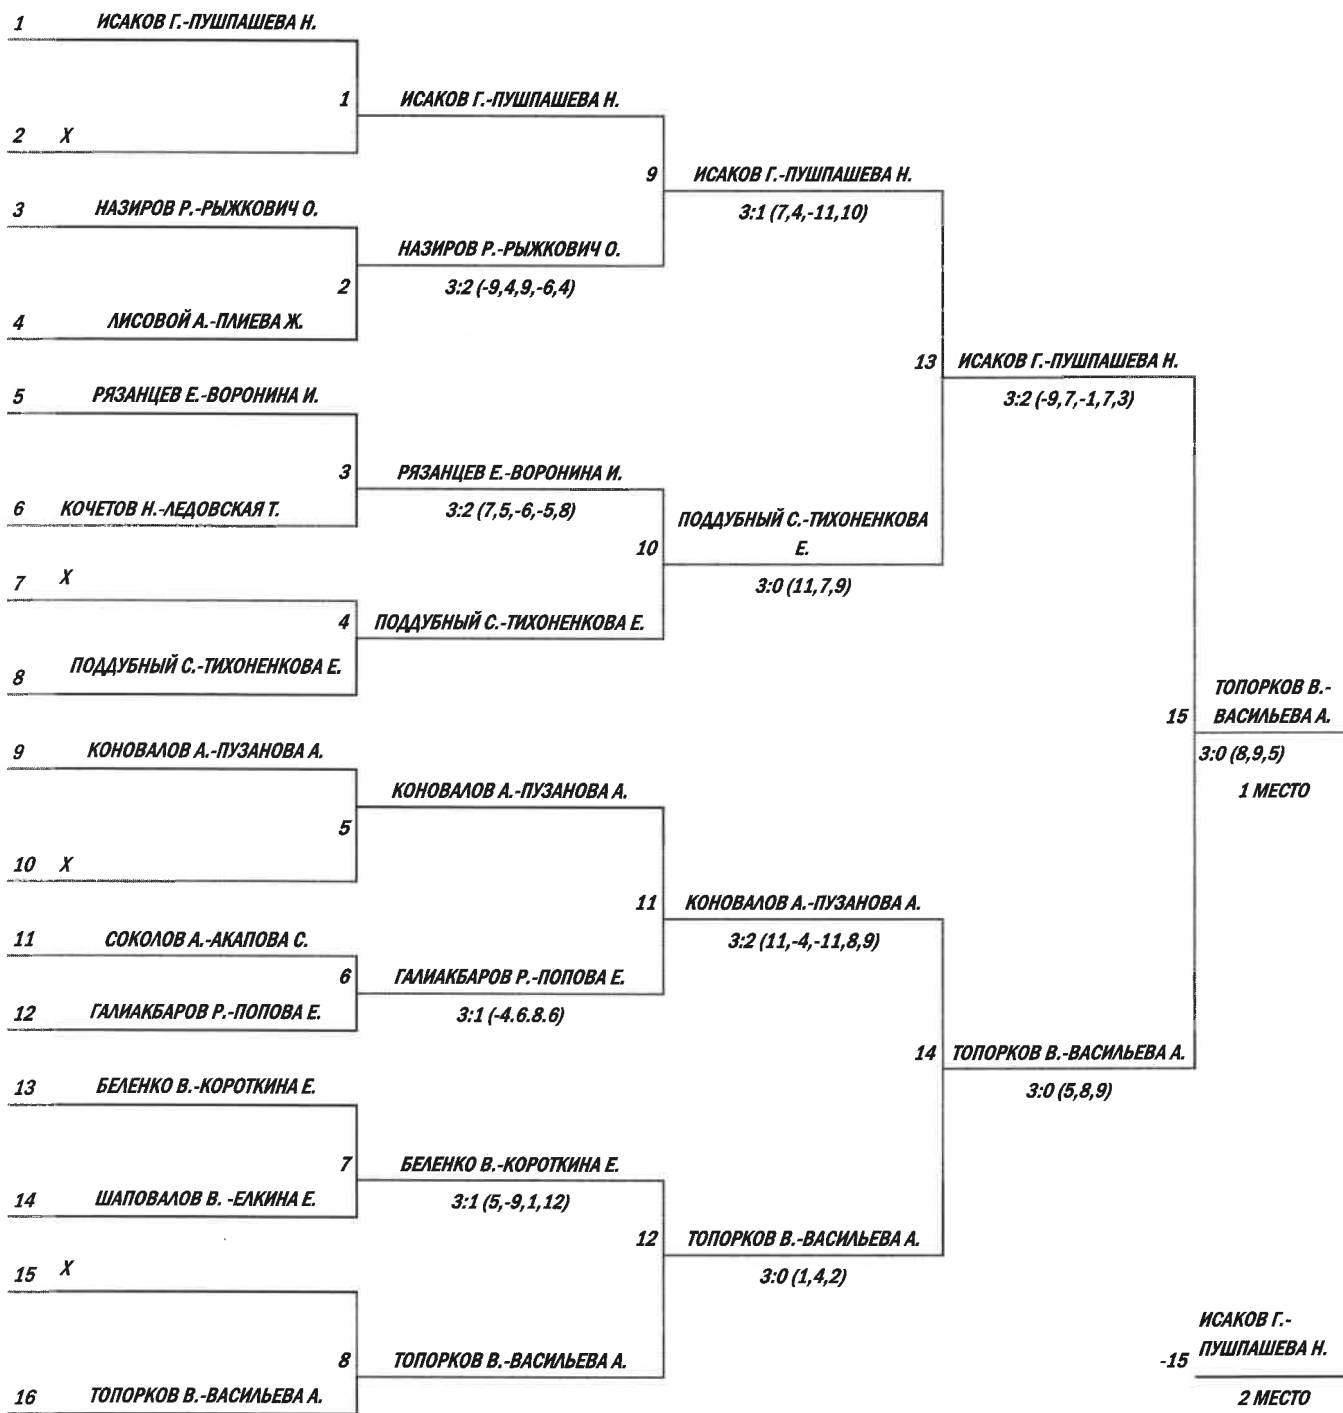 1 ИСАКОВ Г.-ПУШПАШЕВА Н.
1 ИСАКОВ Г.-ПУШПАШЕВА Н.
2 Х
9 ИСАКОВ Г.-ПУШПАШЕВА Н.
3:1 (7,4,-11,10)
3 НАЗИРОВ Р.-РЫЖКОВИЧ О.
НАЗИРОВ Р.-РЫЖКОВИЧ О.
2 3:2 (-9,4,9,-6,4)
4 ЛИСОВОЙ А.-ПЛИЕВА Ж.
13 ИСАКОВ Г.-ПУШПАШЕВА Н.
3:2 (-9,7,-1,7,3)
5 РЯЗАНЦЕВ Е.-ВОРОНИНА И.
3 РЯЗАНЦЕВ Е.-ВОРОНИНА И.
3:2 (7,5,-6,-5,8)
6 КОЧЕТОВ Н.-ЛЕДОВСКАЯ Т.
ПОДДУБНЫЙ С.-ТИХОНЕНКОВА
10 Е.
3:0 (11,7,9)
7 Х
4 ПОДДУБНЫЙ С.-ТИХОНЕНКОВА Е.
8 ПОДДУБНЫЙ С.-ТИХОНЕНКОВА Е.
ТОПОРКОВ В.-
15 ВАСИЛЬЕВА А.
3:0 (8,9,5)
1 МЕСТО
9 КОНОВАЛОВ А.-ПУЗАНОВА А.
КОНОВАЛОВ А.-ПУЗАНОВА А.
5
10 Х
11 КОНОВАЛОВ А.-ПУЗАНОВА А.
3:2 (11,-4,-11,8,9)
11 СОКОЛОВ А.-АКАПОВА С.
6 ГАЛИАКБАРОВ Р.-ПОПОВА Е.
3:1 (-4.6.8.6)
12 ГАЛИАКБАРОВ Р.-ПОПОВА Е.
14 ТОПОРКОВ В.-ВАСИЛЬЕВА А.
3:0 (5,8,9)
13 БЕЛЕНКО В.-КОРОТКИНА Е.
7 БЕЛЕНКО В.-КОРОТКИНА Е.
3:1 (5,-9,1,12)
14 ШАПОВАЛОВ В. -ЕЛКИНА Е.
12 ТОПОРКОВ В.-ВАСИЛЬЕВА А.
3:0 (1,4,2)
15 Х
8 ТОПОРКОВ В.-ВАСИЛЬЕВА А.
16 ТОПОРКОВ В.-ВАСИЛЬЕВА А.
ИСАКОВ Г.-
-15 ПУШПАШЕВА Н.
2 МЕСТО